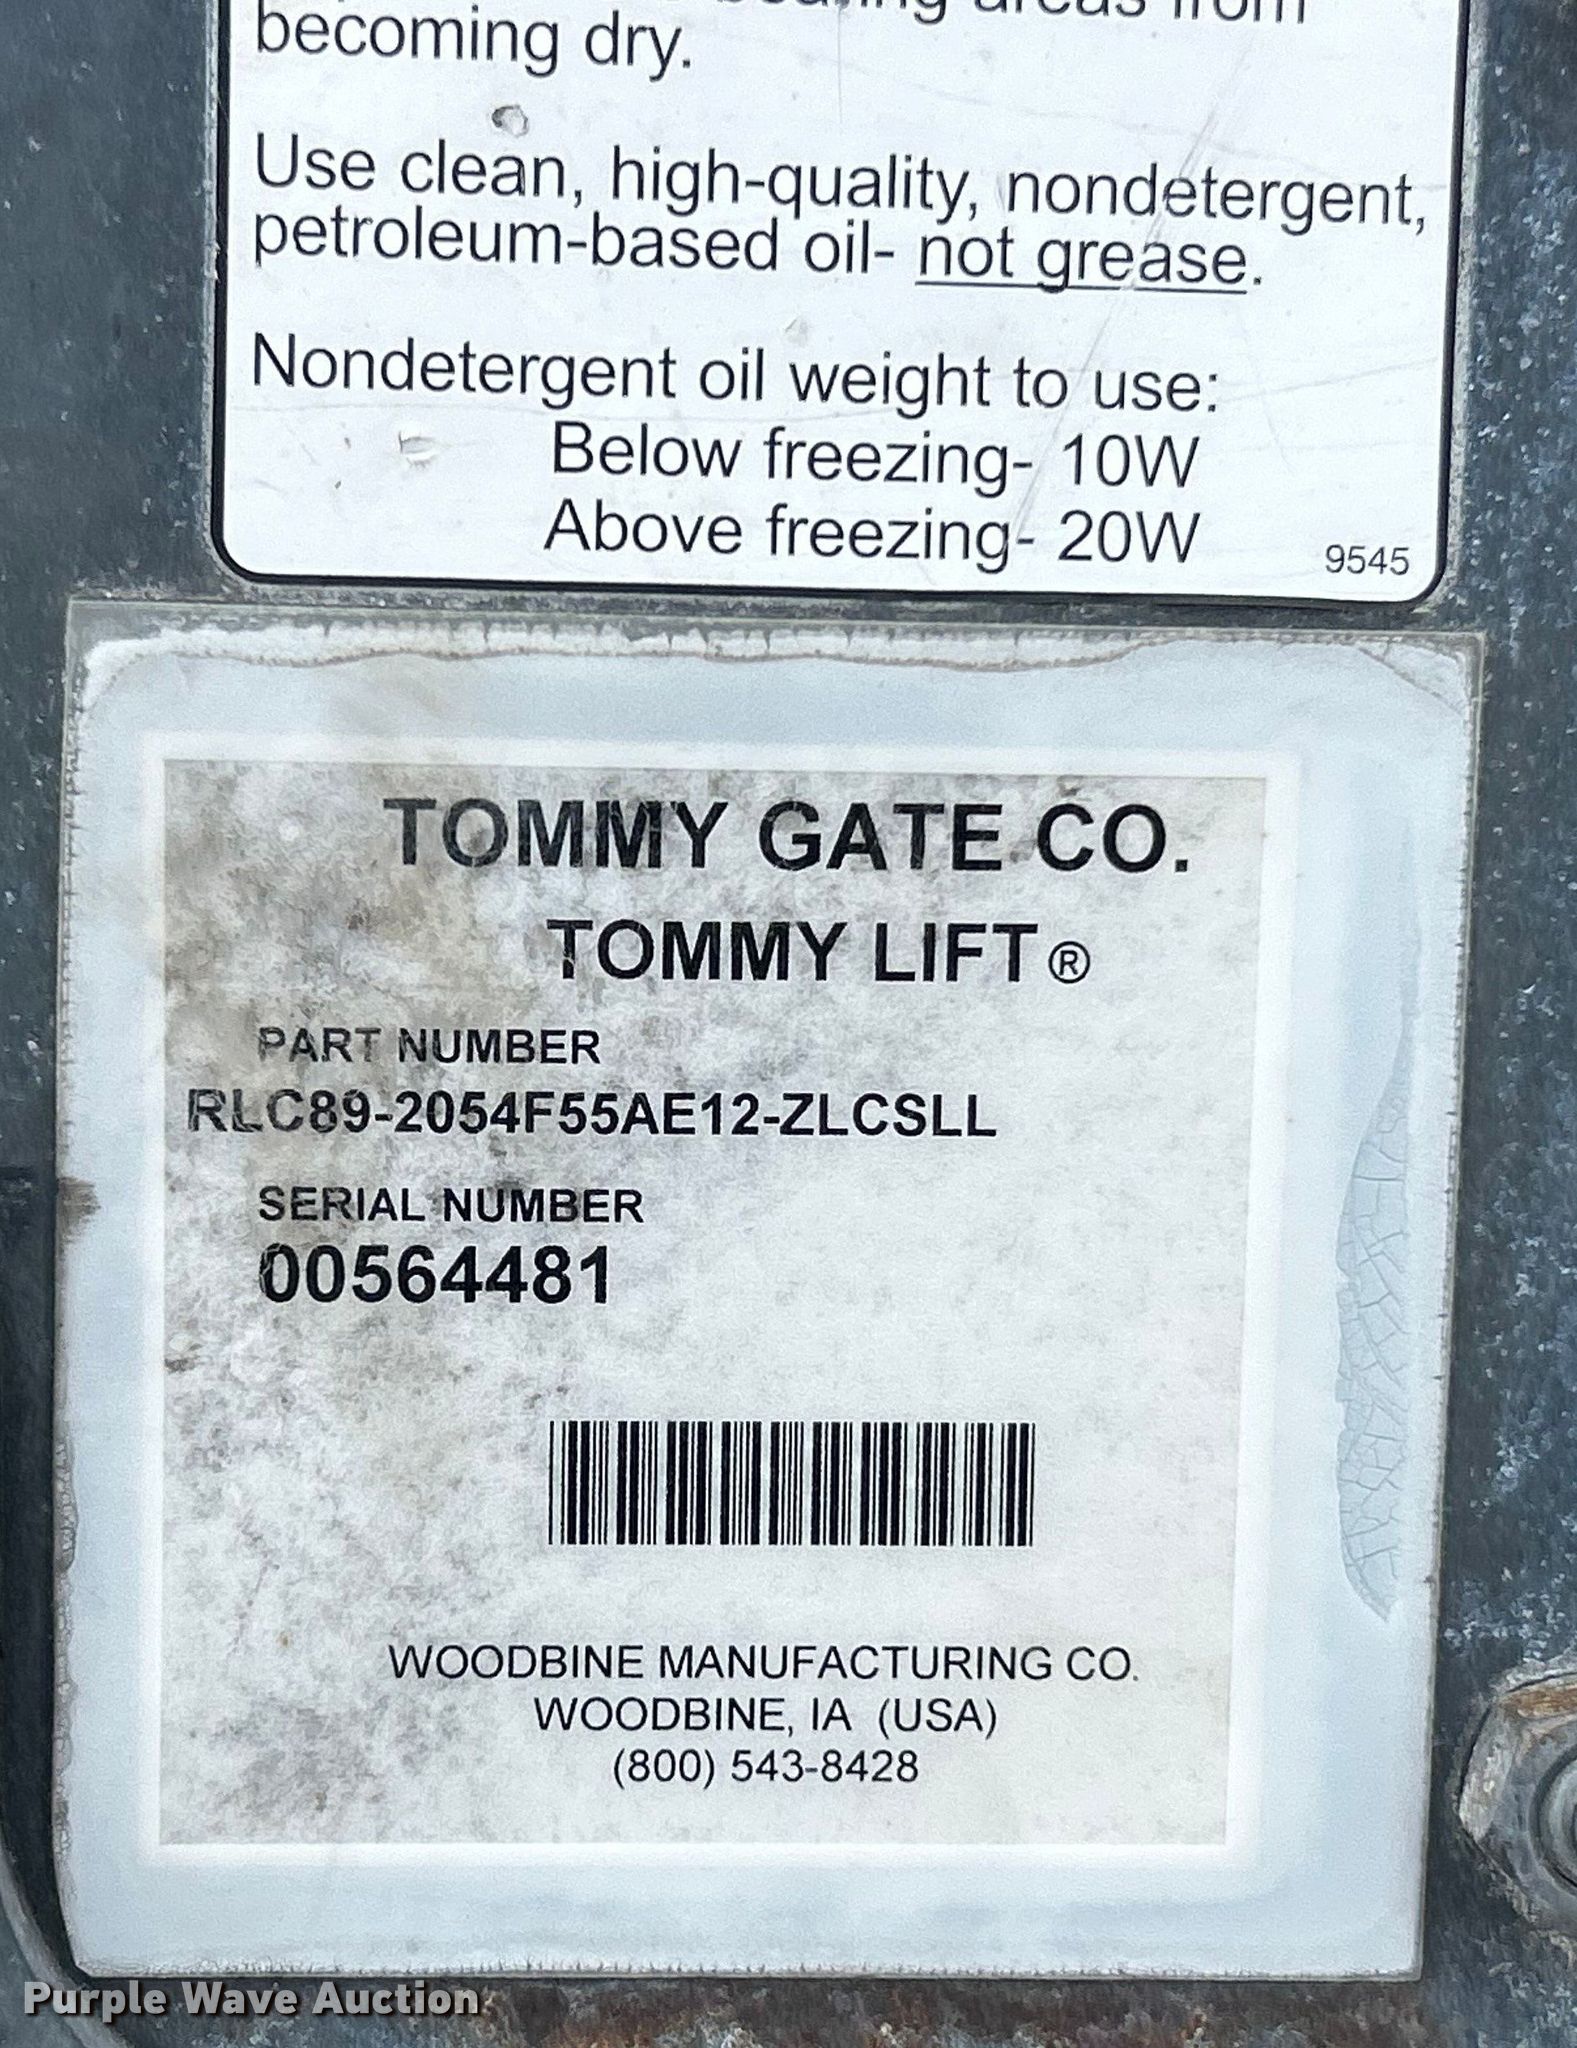 areas from
becoming dry.
Use clean, high-quality, nondetergent,
petroleum-based oil- not grease.
Nondetergent oil weight to use:
Below freezing- 10W
Above freezing- 20W
9545
TOMMY GATE CO.
TOMMY LIFT®
PART NUMBER
RLC89-2054F55AE12-ZLCSLL
SERIAL NUMBER
00564481
WOODBINE MANUFACTURING CO.
WOODBINE, IA (USA)
(800) 543-8428
Purple Wave Auction